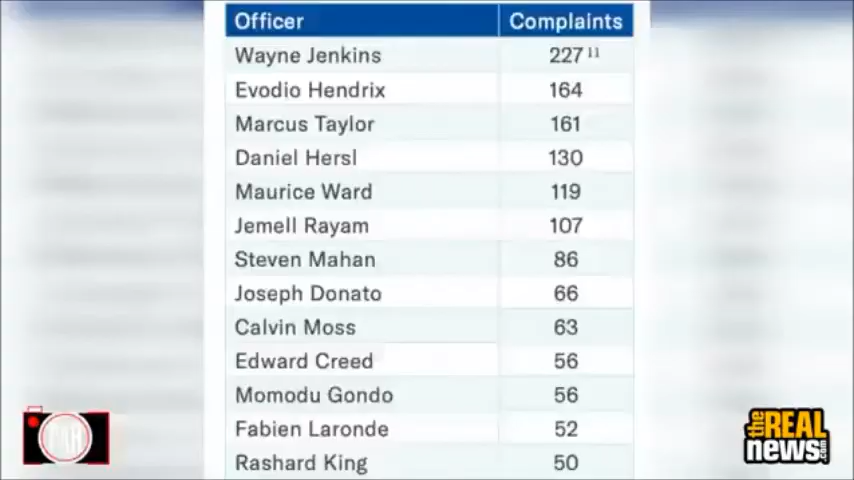 Officer Complaints
Wayne Jenkins 227 11
Evodio Hendrix 164
Marcus Taylor 161
Daniel Hersl 130
Maurice Ward 119
Jemell Rayam 107
Steven Mahan 86
Joseph Donato 66
Calvin Moss 63
Edward Creed 56
Momodu Gondo 56
Fabien Laronde 52
Rashard King 50
the REAL
news.com